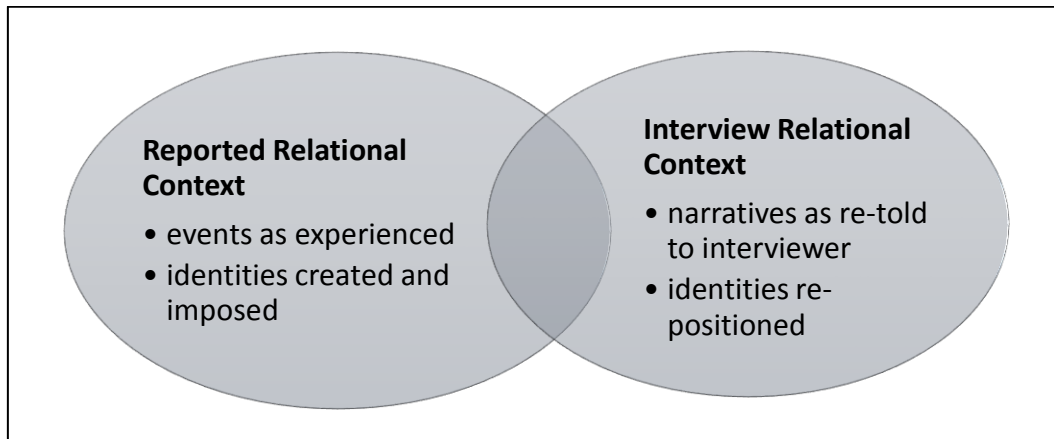 Reported Relational
Context
• events as experienced
• identities created and
imposed
Interview Relational
Context
• narratives as re-told
to interviewer
• identities re-
positioned